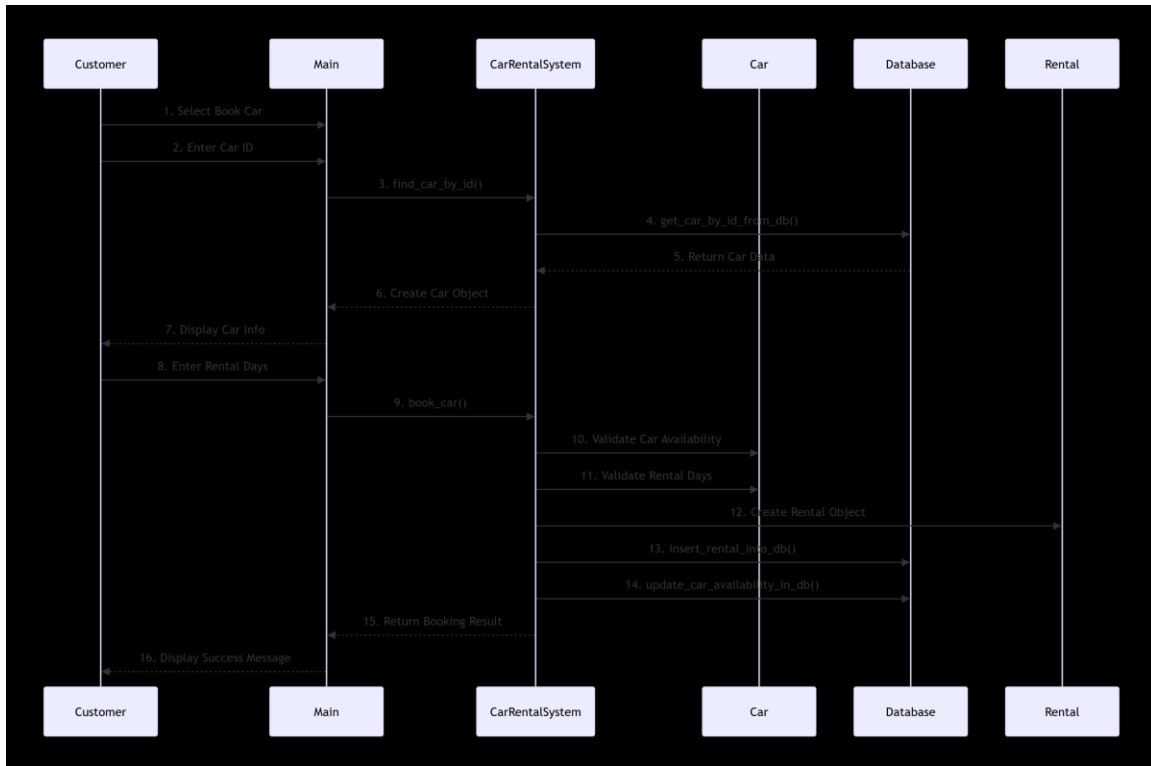 Customer
Main
CarRentalSystem
Car
Database
Rental
1. Select Book Car
2. Enter Car ID
3. find_car_by_id()
4. get_car_by_id_from_db()
5. Return Car Data
6. Create Car Object
7. Display Car Info
8. Enter Rental Days
9. book_car()
10. Validate Car Availability
11. Validate Rental Days
12. Create Rental Object
13. insert_rental_info_db()
14. update_car_availability_in_db()
15. Return Booking Result
16. Display Success Message
Customer
Main
CarRentalSystem
Car
Database
Rental